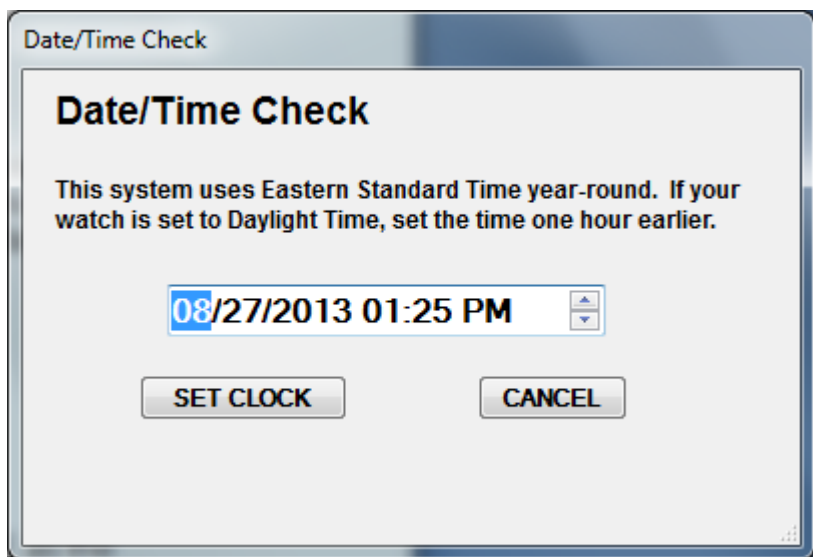 Date/Time Check
Date/Time Check
This system uses Eastern Standard Time year-round.  If your
watch is set to Daylight Time, set the time one hour earlier.
08/27/2013 01:25 PM
SET CLOCK
CANCEL